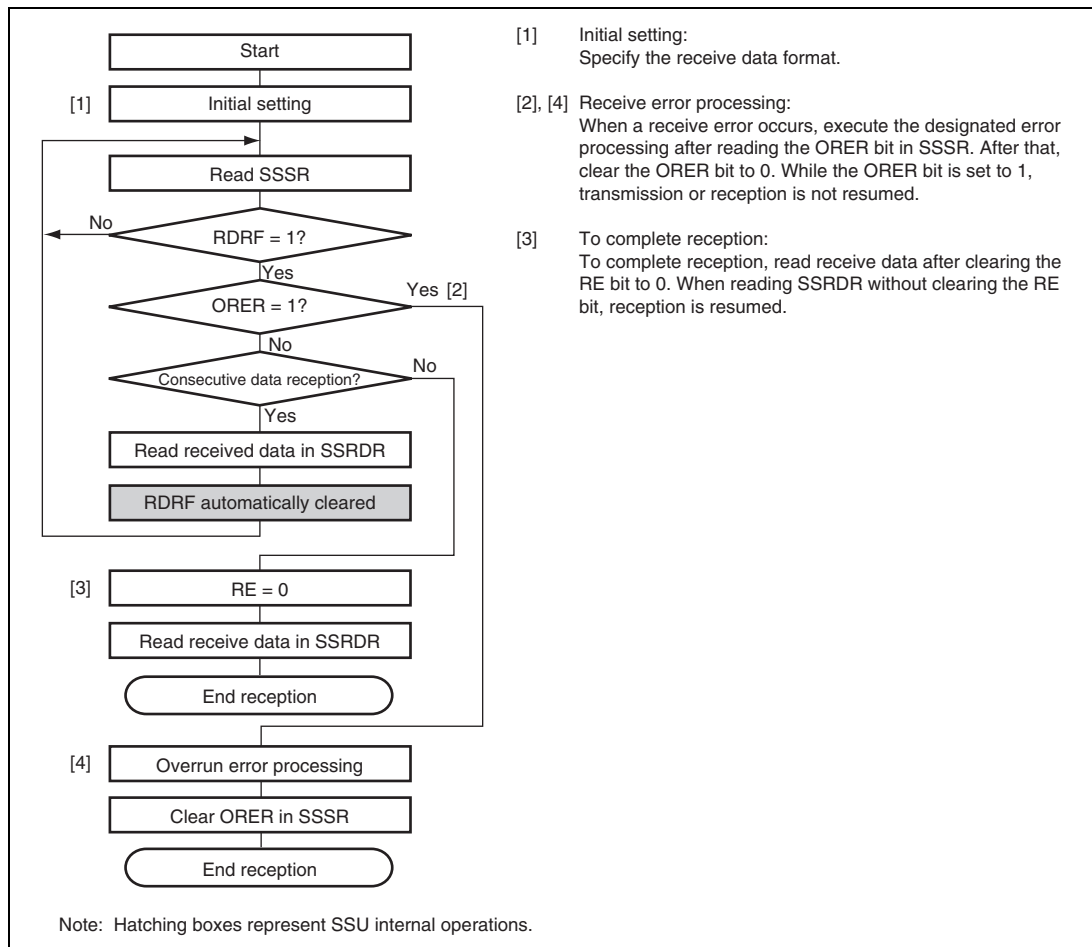 Start
[1] Initial setting
Read SSSR
No
RDRF = 1?
Yes
ORER = 1?
Yes [2]
No
Consecutive data reception?
No
Yes
Read received data in SSRDR
RDRF automatically cleared
[3] RE = 0
Read receive data in SSRDR
End reception
[4] Overrun error processing
Clear ORER in SSSR
End reception
[1] Initial setting:
Specify the receive data format.
[2], [4] Receive error processing:
When a receive error occurs, execute the designated error
processing after reading the ORER bit in SSSR. After that,
clear the ORER bit to 0. While the ORER bit is set to 1,
transmission or reception is not resumed.
[3] To complete reception:
To complete reception, read receive data after clearing the
RE bit to 0. When reading SSRDR without clearing the RE
bit, reception is resumed.
Note: Hatching boxes represent SSU internal operations.